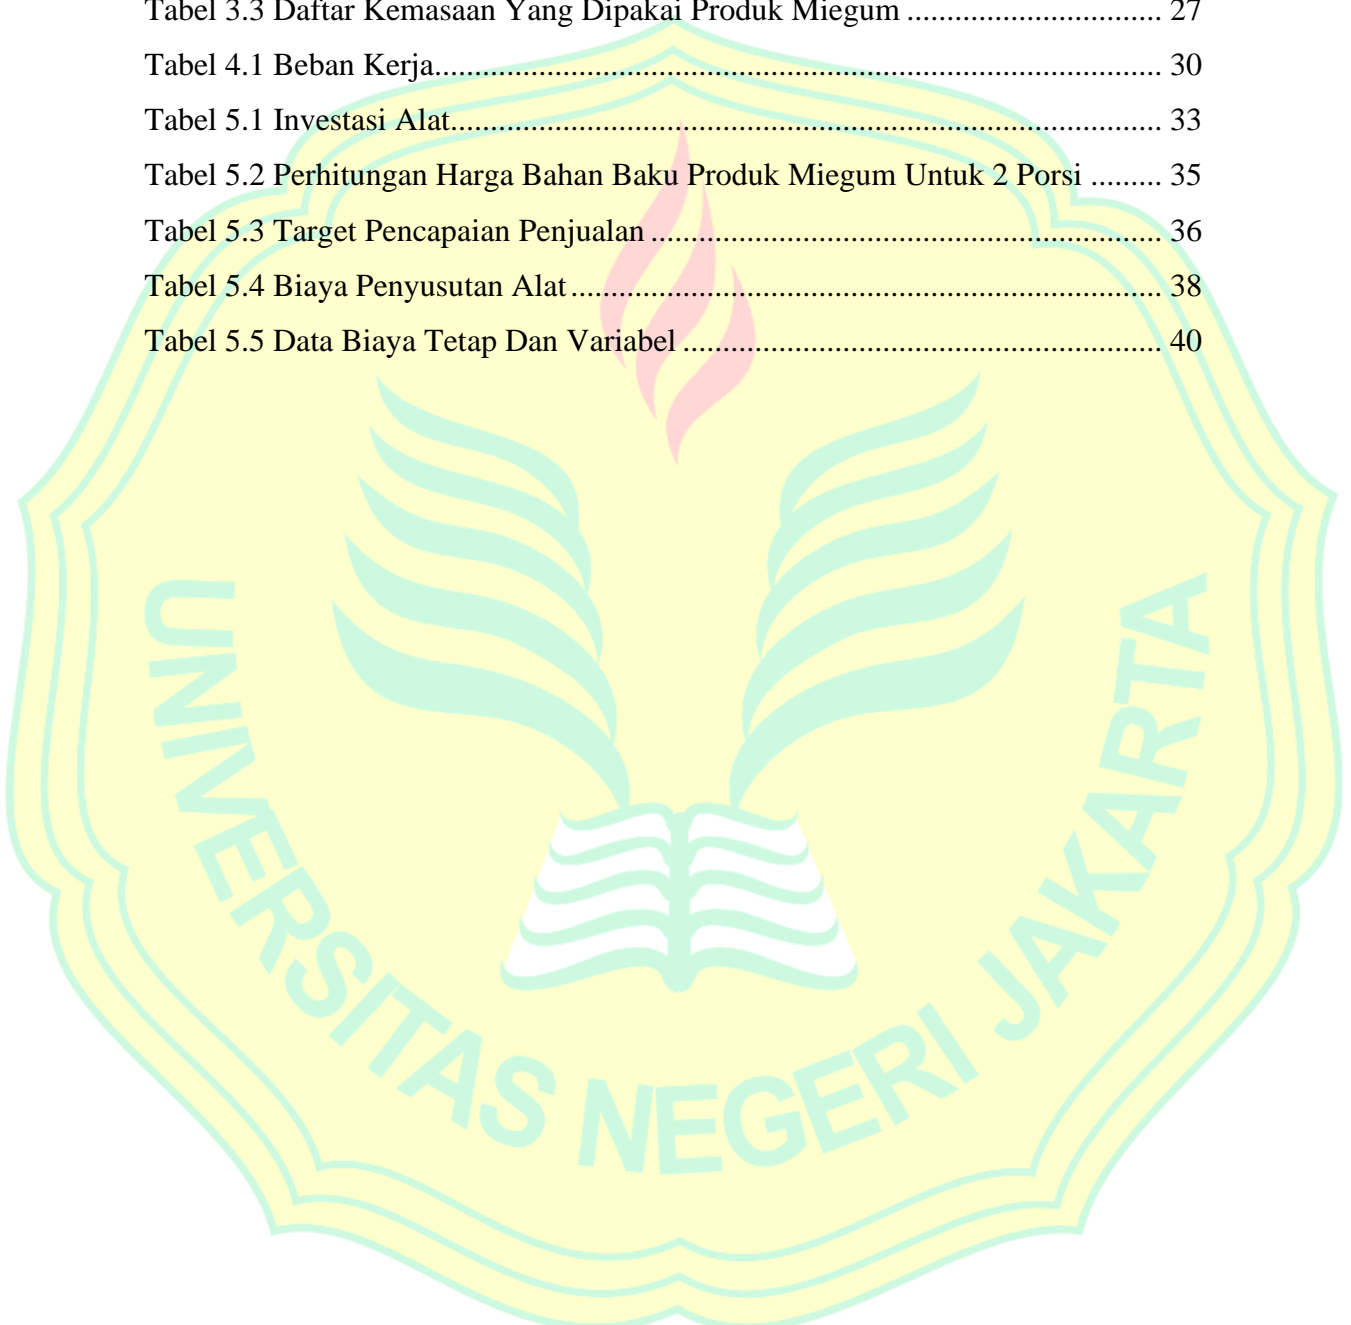 Tabel 3.3 Daftar Kemasaan Yang Dipakai Produk Miegum ............................... 27
Tabel 4.1 Beban Kerja......................................................................................... 30
Tabel 5.1 Investasi Alat....................................................................................... 33
Tabel 5.2 Perhitungan Harga Bahan Baku Produk Miegum Untuk 2 Porsi ......... 35
Tabel 5.3 Target Pencapaian Penjualan .............................................................. 36
Tabel 5.4 Biaya Penyusutan Alat ........................................................................ 38
Tabel 5.5 Data Biaya Tetap Dan Variabel .......................................................... 40
UNIVERSITAS NEGERI JAKARTA